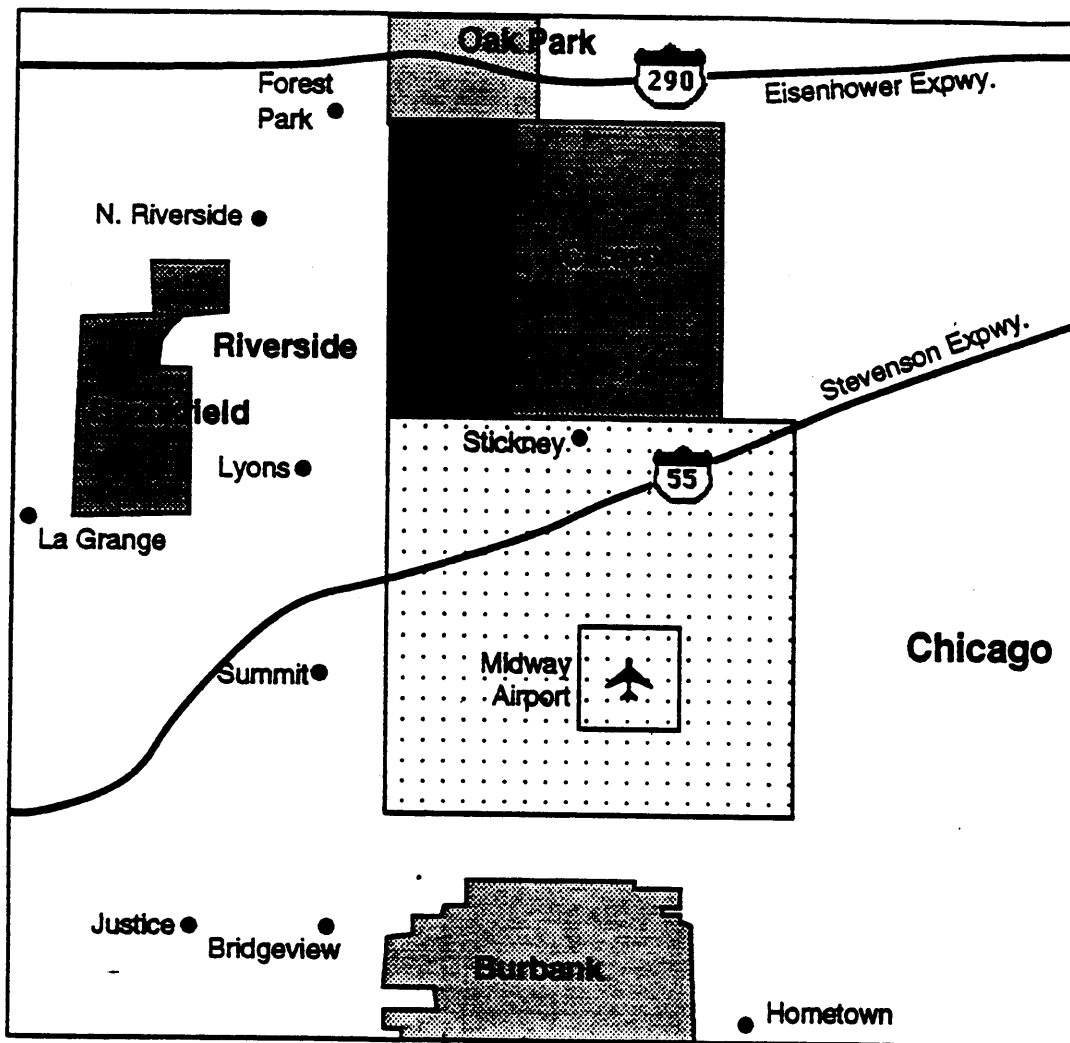 Oak Park
290
Eisenhower Expwy.
Forest
Park
N. Riverside
Riverside
Stevenson Expwy.
Stickney
Lyons
55
La Grange
Chicago
Midway
Airport
Summit
Justice
Bridgeview
Burbank
Hometown